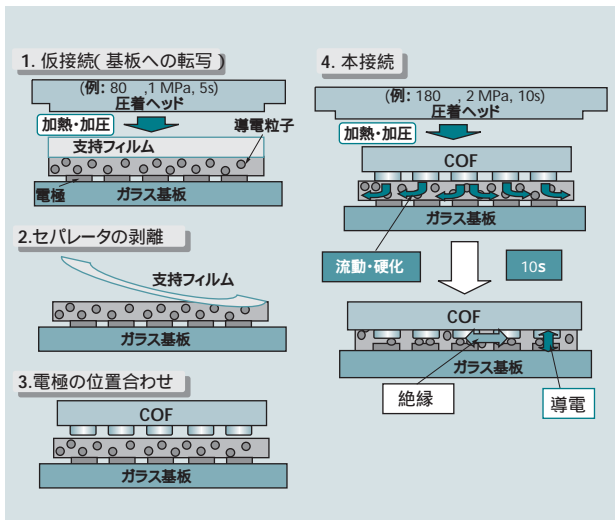 1. 仮接続(基板への転写)
(例: 80 ,1 MPa, 5s)
圧着ヘッド
加熱・加圧
導電粒子
支持フィルム
電極
ガラス基板
2.セパレータの剥離
支持フィルム
ガラス基板
3.電極の位置合わせ
COF
ガラス基板
4. 本接続
(例: 180 , 2 MPa, 10s)
圧着ヘッド
加熱・加圧
COF
ガラス基板
流動・硬化
10s
COF
ガラス基板
絶縁
導電